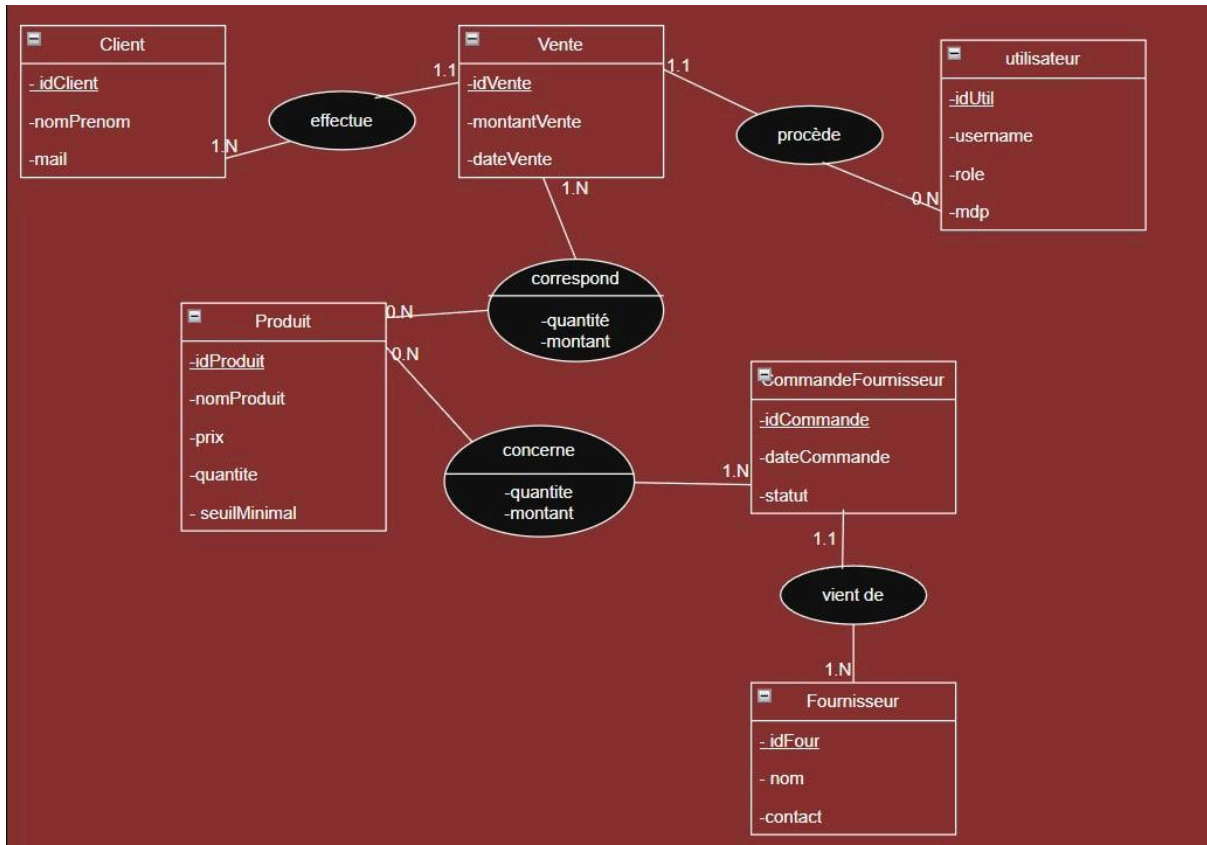 Client
- idClient
-nomPrenom
-mail
1.N
effectue
1.1
Vente
-idVente
-montantVente
-dateVente
1.1
procède
0.N
utilisateur
-idUtil
-username
-role
-mdp
1.N
correspond
-quantité
-montant
0.N
Produit
-idProduit
-nomProduit
-prix
-quantite
- seuilMinimal
0.N
concerne
-quantite
-montant
1.N
CommandeFournisseur
-idCommande
-dateCommande
-statut
1.1
vient de
1.N
Fournisseur
- idFour
- nom
-contact